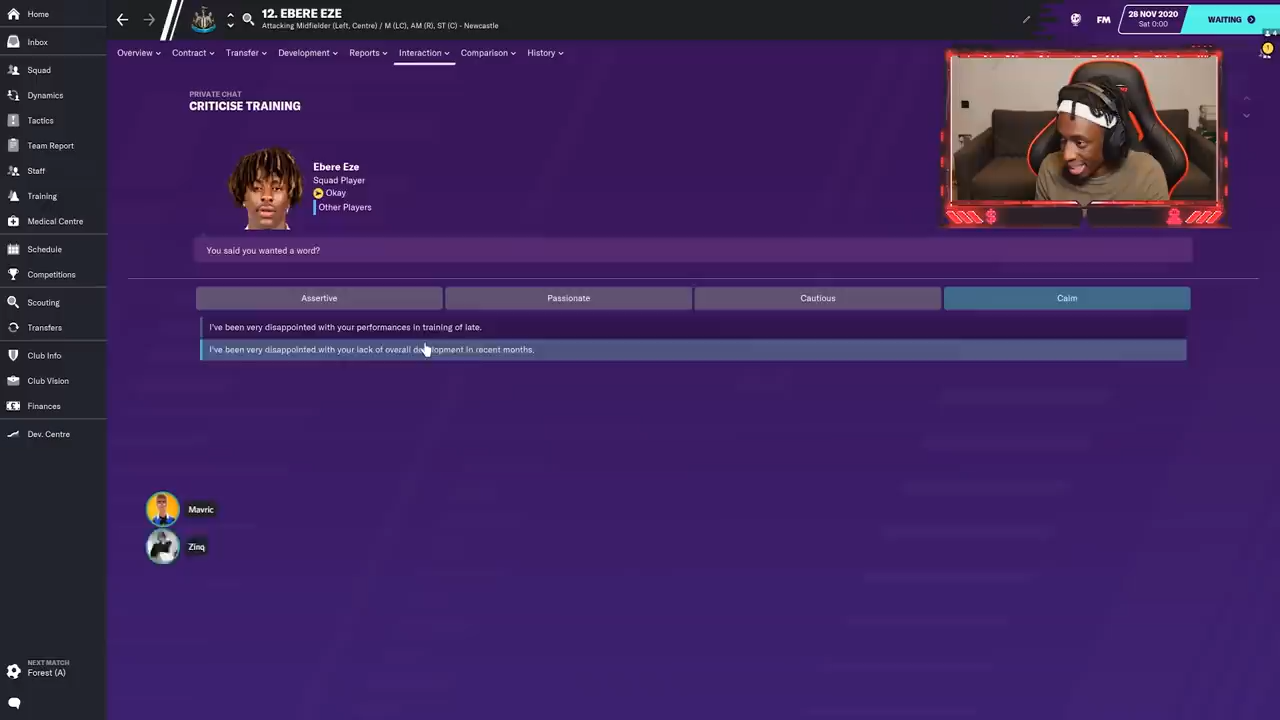 12. EBERE EZE
Attacking Midfielder (Left, Centre) / M (LC), AM (R), ST (C) - Newcastle
FM
28 NOV 2020
Sat 0:00
WAITING
4
Home
Inbox
Squad
Dynamics
Tactics
Team Report
Staff
Training
Medical Centre
Schedule
Competitions
Scouting
Transfers
Club Info
Club Vision
Finances
Dev. Centre
NEXT MATCH
Forest (A)
Overview
Contract
Transfer
Development
Reports
Interaction
Comparison
History
PRIVATE CHAT
CRITICISE TRAINING
Ebere Eze
Squad Player
Okay
Other Players
You said you wanted a word?
Assertive
Passionate
Cautious
Calm
I've been very disappointed with your performances in training of late.
I've been very disappointed with your lack of overall development in recent months.
Mavric
Zinq